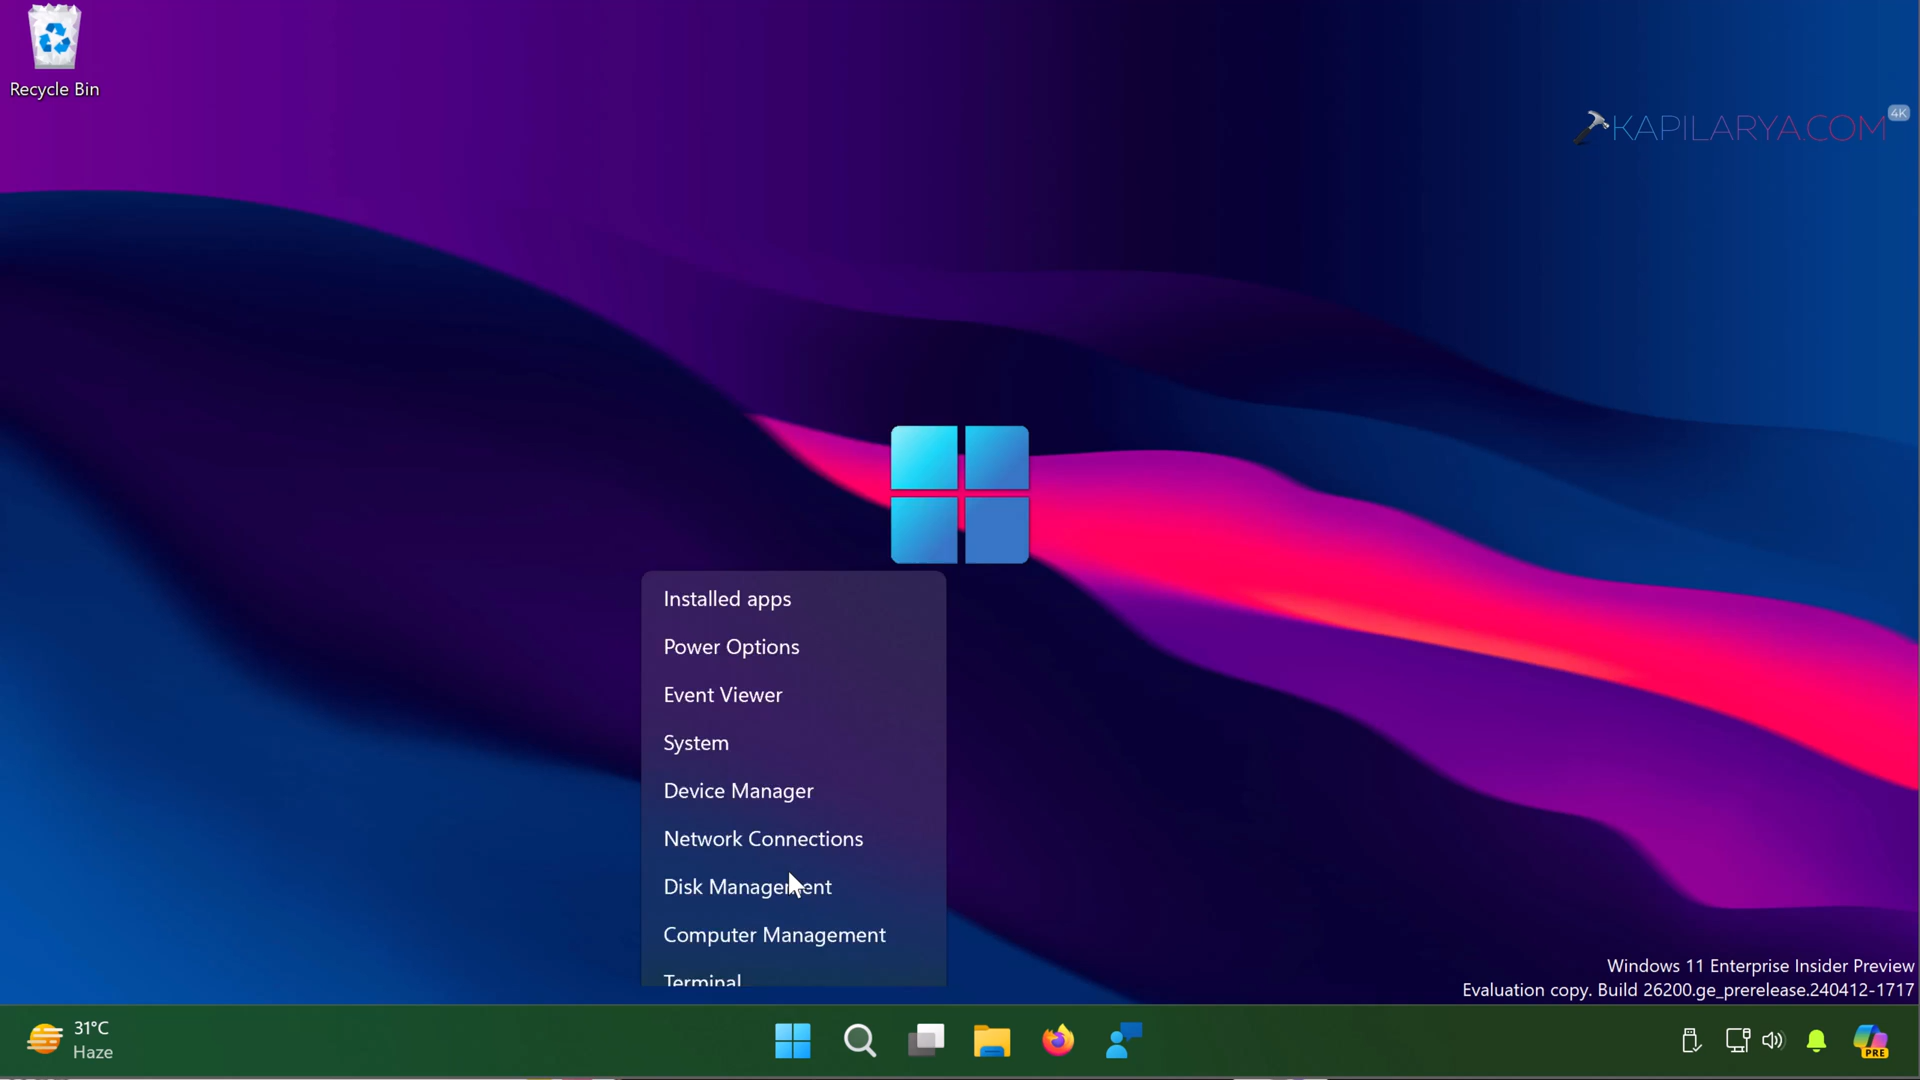 Recycle Bin
4K
KAPILARYA.COM
Installed apps
Power Options
Event Viewer
System
Device Manager
Network Connections
Disk Management
Computer Management
Terminal
Windows 11 Enterprise Insider Preview
Evaluation copy. Build 26200.ge_prerelease.240412-1717
31°C
Haze
PRE